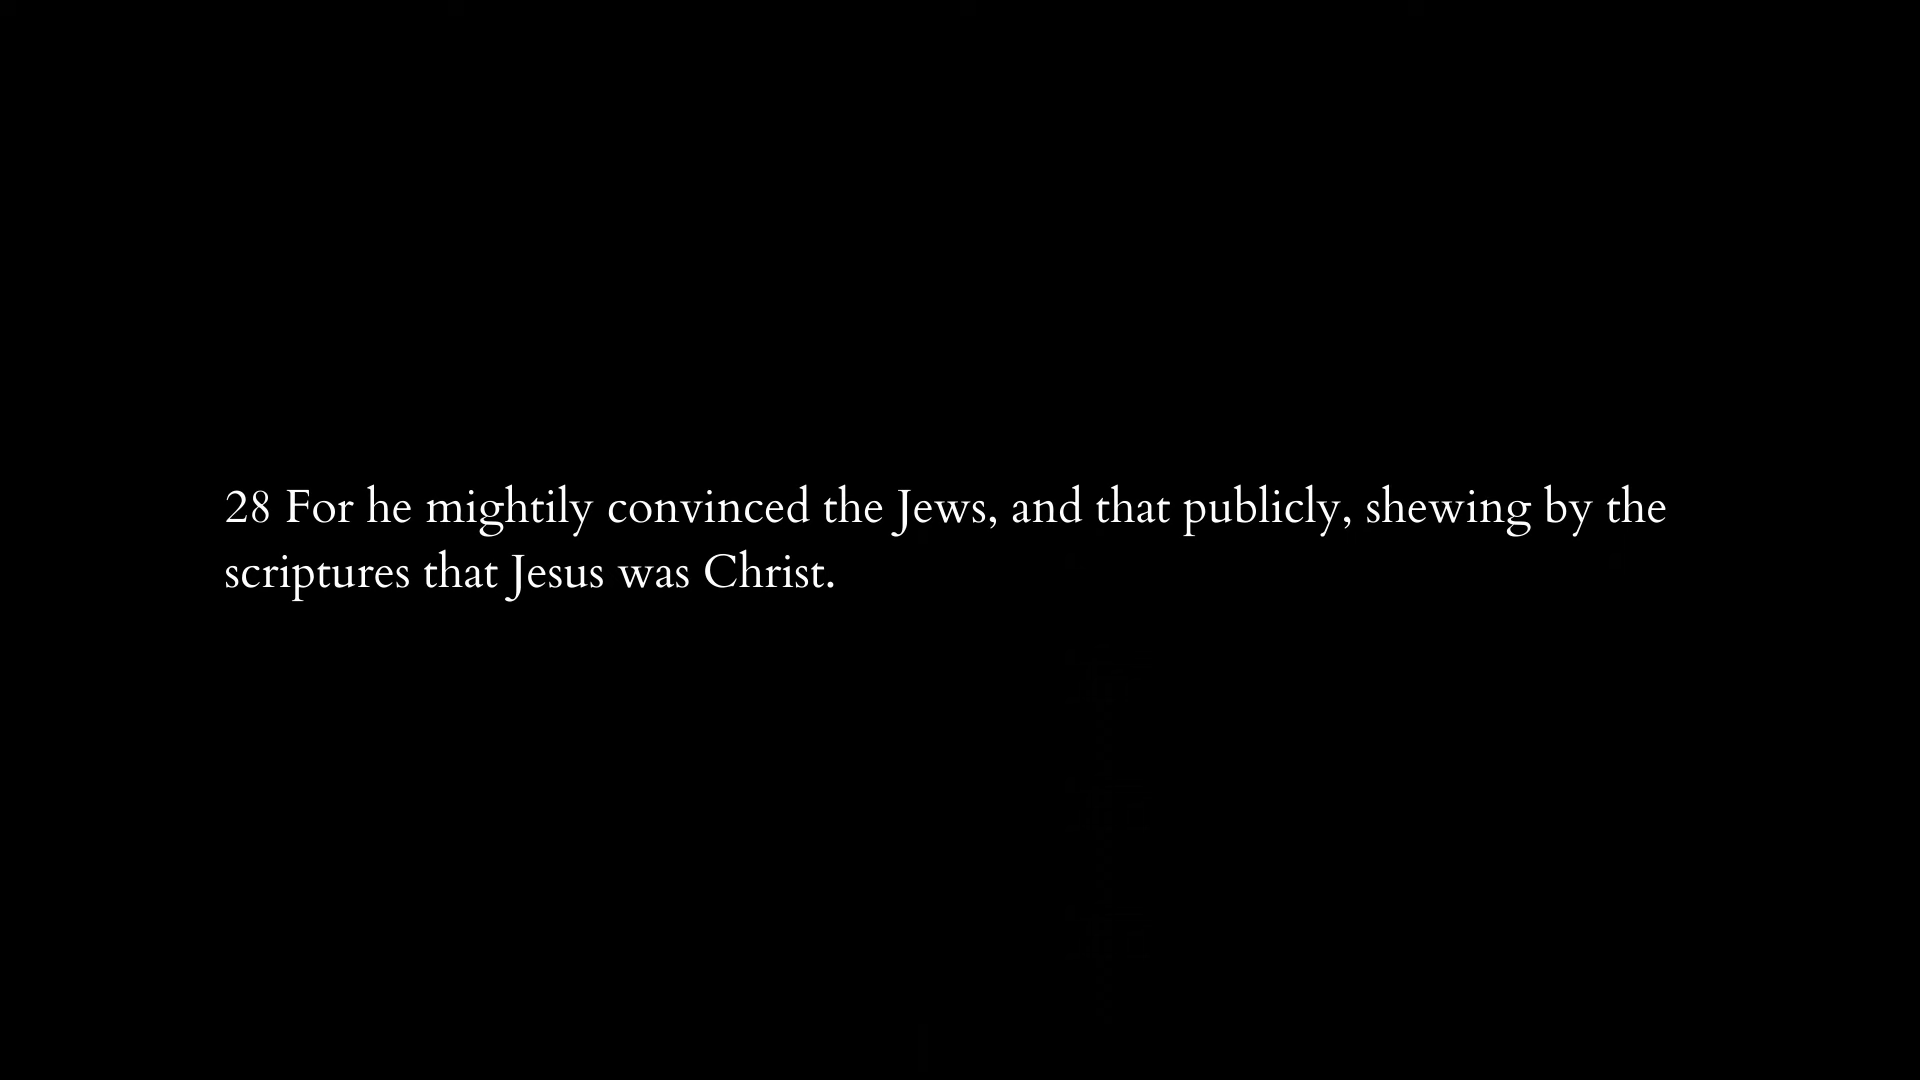 28 For he mightily convinced the Jews, and that publicly, shewing by the
scriptures that Jesus was Christ.